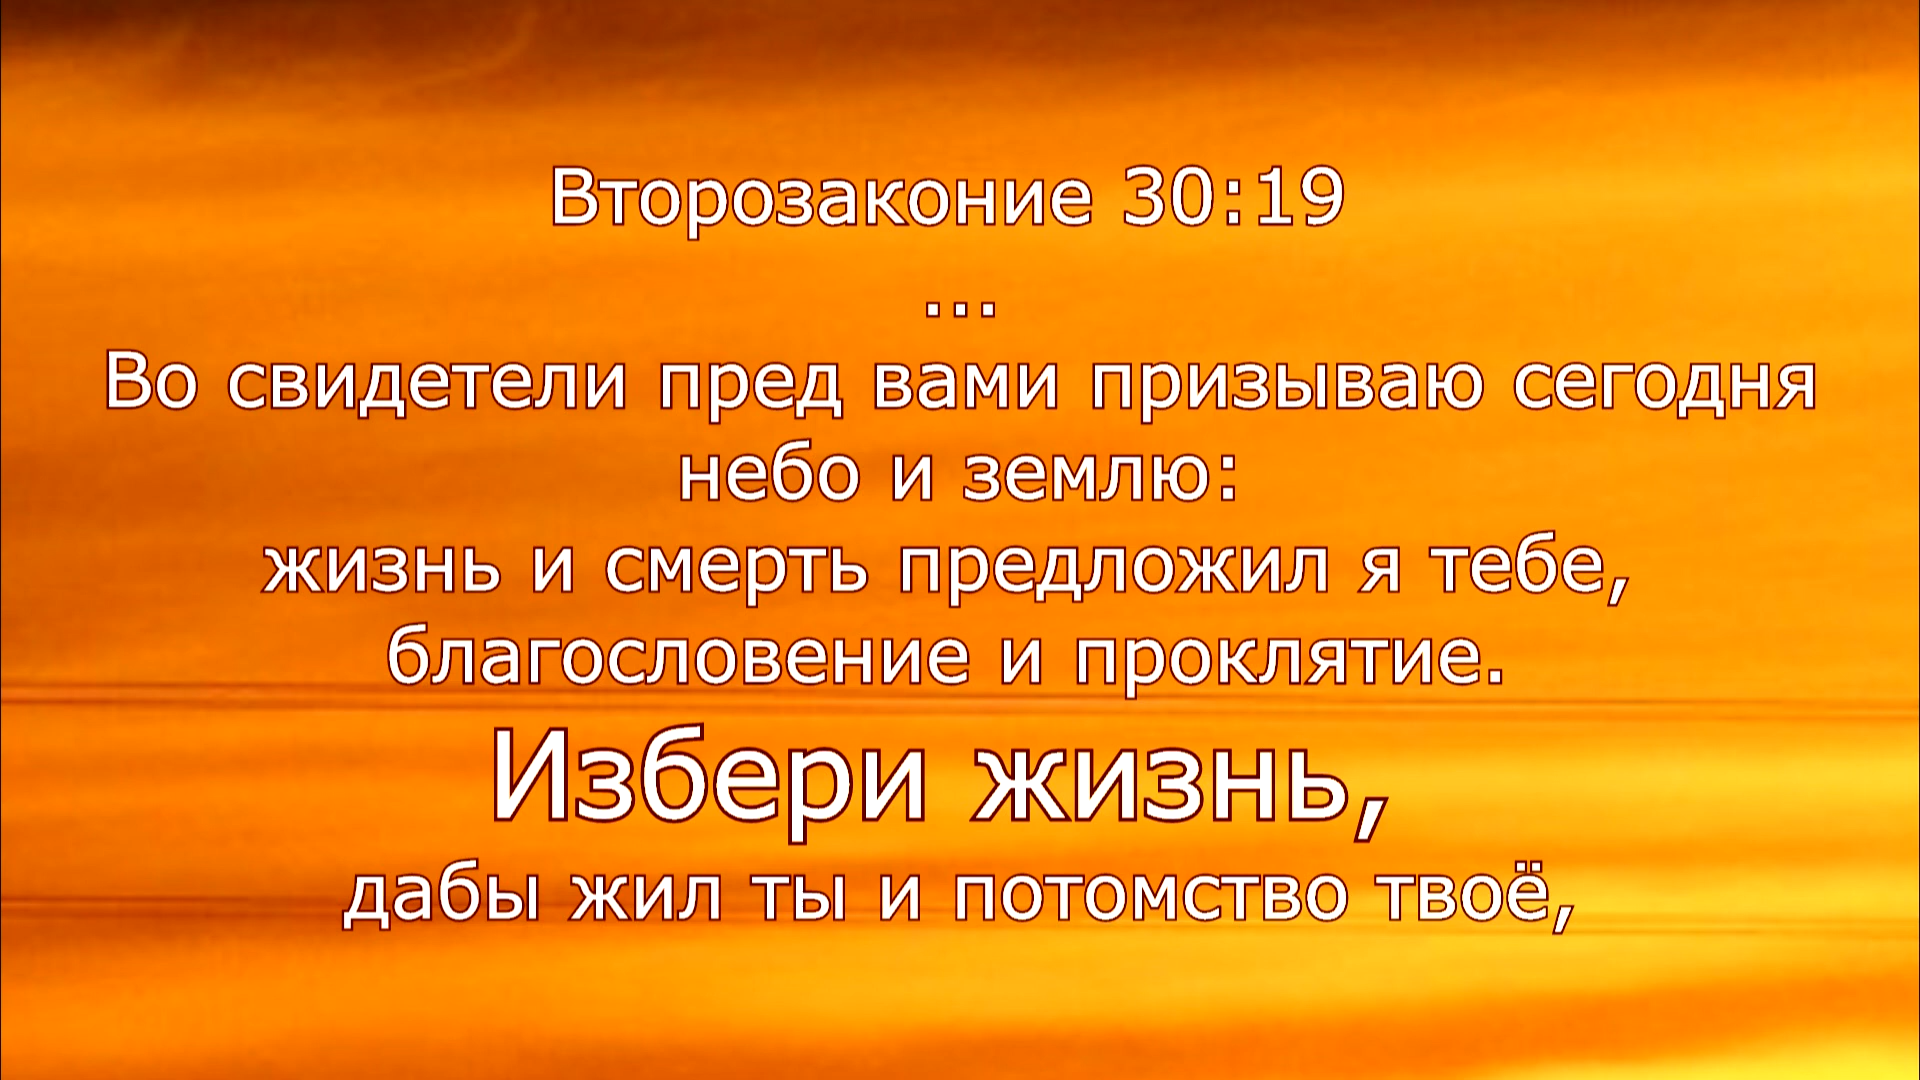 Второзаконие 30:19
...
Во свидетели пред вами призываю сегодня
небо и землю:
жизнь и смерть предложил я тебе,
благословение и проклятие.
Избери жизнь,
дабы жил ты и потомство твоё,